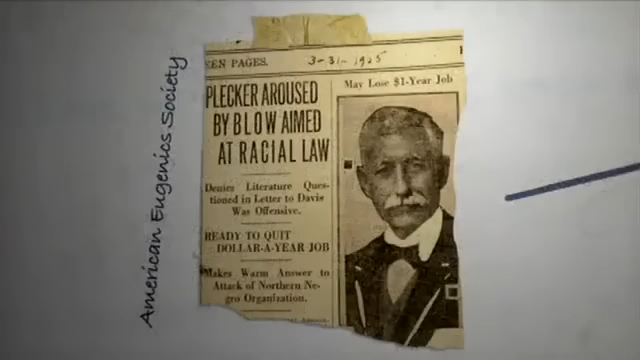 American Eugenics Society
EEN PAGES.
3-31-1925
PLECKER AROUSED
BY BLOW AIMED
AT RACIAL LAW
Denies Literature Ques-
tioned in Letter to Davis
Was Offensive.
READY TO QUIT
DOLLAR-A-YEAR JOB
Makes Warm Answer to
Attack of Northern Ne-
gro Organization.
May Lose $1-Year Job